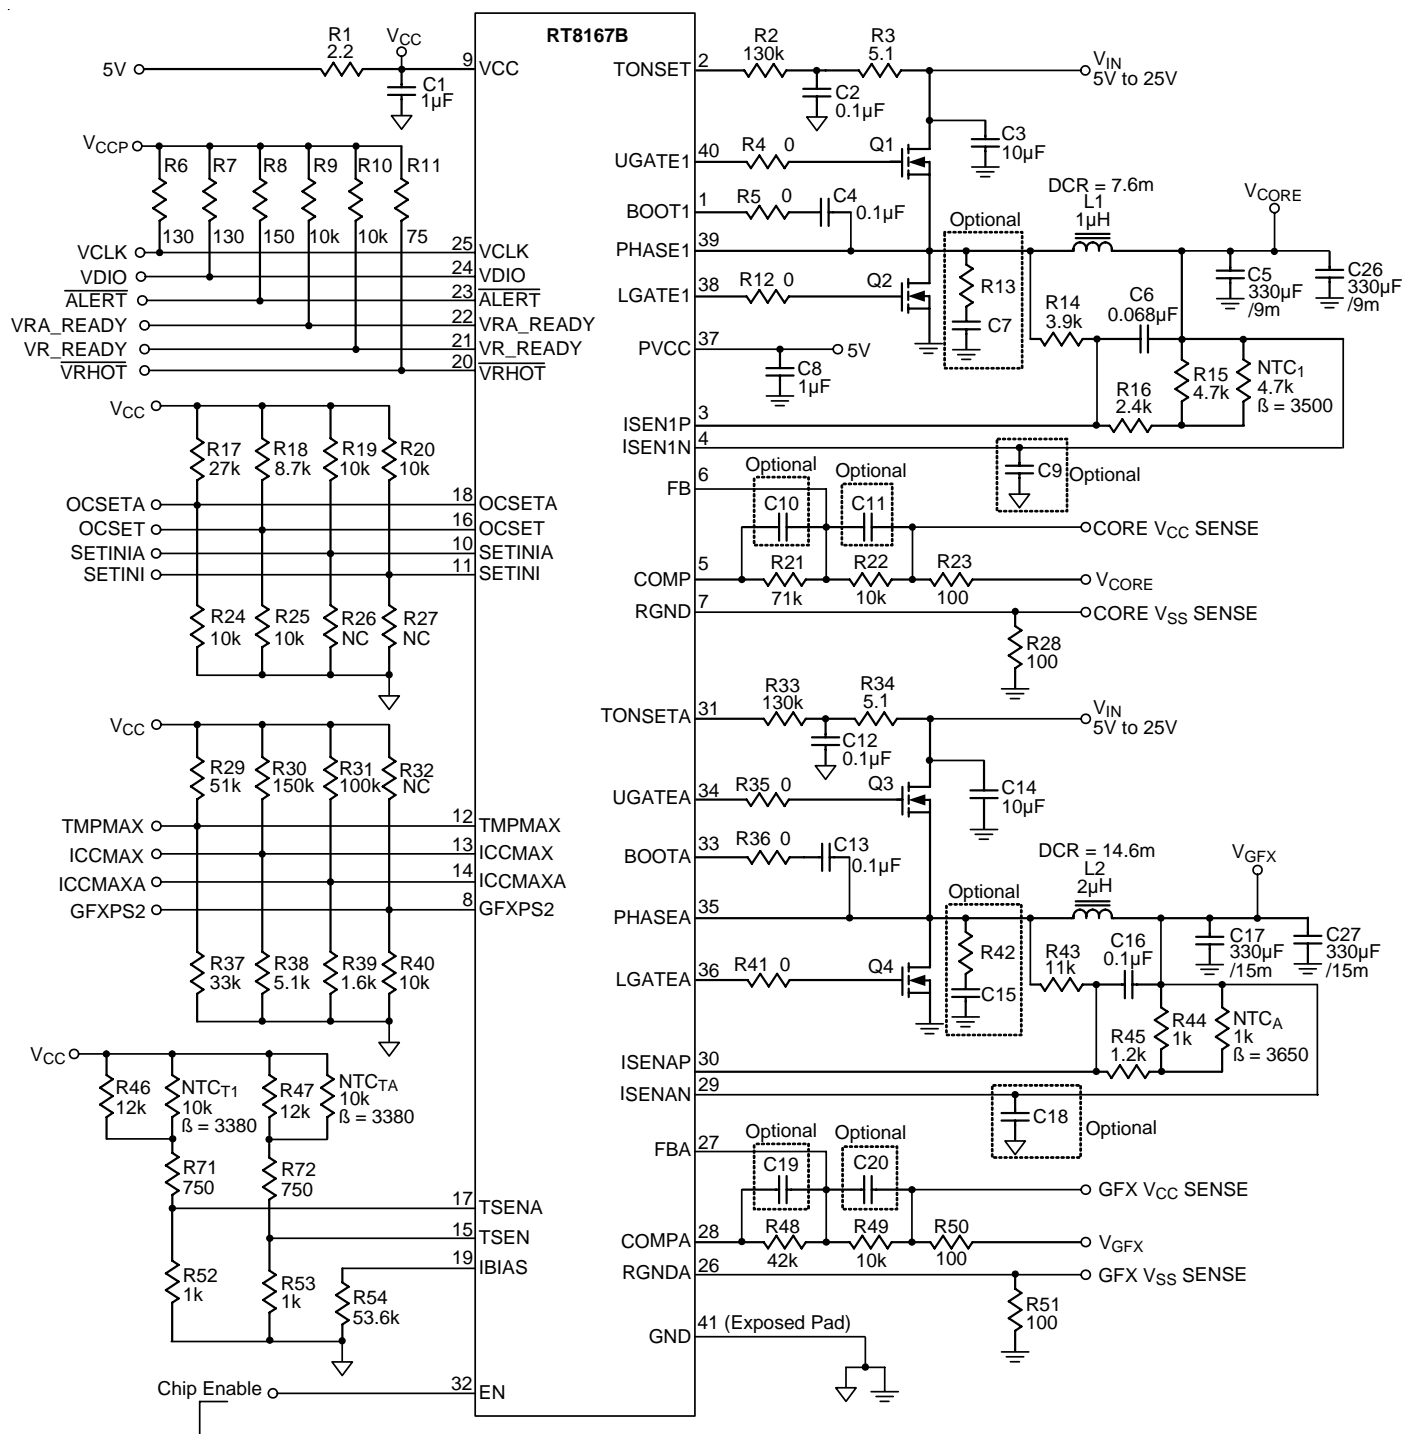 RT8167B
5V
R1
2.2
VCC
C1
1µF
9
VCC
VCCP
R6
R7
R8
R9
R10
R11
130
130
150
10k
10k
75
VCLK
25
VCLK
VDIO
24
VDIO
ALERT
23
ALERT
VRA_READY
22
VRA_READY
VR_READY
21
VR_READY
VRHOT
20
VRHOT
VCC
R17
27k
R18
8.7k
R19
10k
R20
10k
OCSETA
18
OCSETA
OCSET
16
OCSET
SETINIA
10
SETINIA
SETINI
11
SETINI
R24
10k
R25
10k
R26
NC
R27
NC
VCC
R29
51k
R30
150k
R31
100k
R32
NC
TMPMAX
12
TMPMAX
ICCMAX
13
ICCMAX
ICCMAXA
14
ICCMAXA
GFXPS2
8
GFXPS2
R37
33k
R38
5.1k
R39
1.6k
R40
10k
VCC
R46
12k
NTCT1
10k
ß = 3380
R47
12k
NTCTA
10k
ß = 3380
R71
750
R72
750
17
TSENA
15
TSEN
19
IBIAS
R52
1k
R53
1k
R54
53.6k
Chip Enable
32
EN
TONSET
2
R2
130k
R3
5.1
C2
0.1µF
VIN
5V to 25V
C3
10µF
UGATE1
40
R4 0
Q1
BOOT1
1
R5 0
C4
0.1µF
PHASE1
39
LGATE1
38
R12 0
Q2
Optional
R13
C7
DCR = 7.6m
L1
1µH
VCORE
C5
330µF
/9m
C26
330µF
/9m
R14
3.9k
C6
0.068µF
R15
4.7k
NTC1
4.7k
ß = 3500
R16
2.4k
PVCC
37
5V
C8
1µF
ISEN1P
3
ISEN1N
4
C9
Optional
FB
6
Optional
C10
Optional
C11
CORE VCC SENSE
COMP
5
R21
71k
R22
10k
R23
100
VCORE
RGND
7
CORE VSS SENSE
R28
100
TONSETA
31
R33
130k
R34
5.1
C12
0.1µF
VIN
5V to 25V
C14
10µF
UGATEA
34
R35 0
Q3
BOOTA
33
R36 0
C13
0.1µF
PHASEA
35
LGATEA
36
R41 0
Q4
Optional
R42
C15
DCR = 14.6m
L2
2µH
VGFX
C17
330µF
/15m
C27
330µF
/15m
R43
11k
C16
0.1µF
R44
1k
NTCA
1k
ß = 3650
R45
1.2k
ISENAP
30
ISENAN
29
C18
Optional
FBA
27
Optional
C19
Optional
C20
GFX VCC SENSE
COMPA
28
R48
42k
R49
10k
R50
100
VGFX
RGNDA
26
GFX VSS SENSE
R51
100
GND
41 (Exposed Pad)